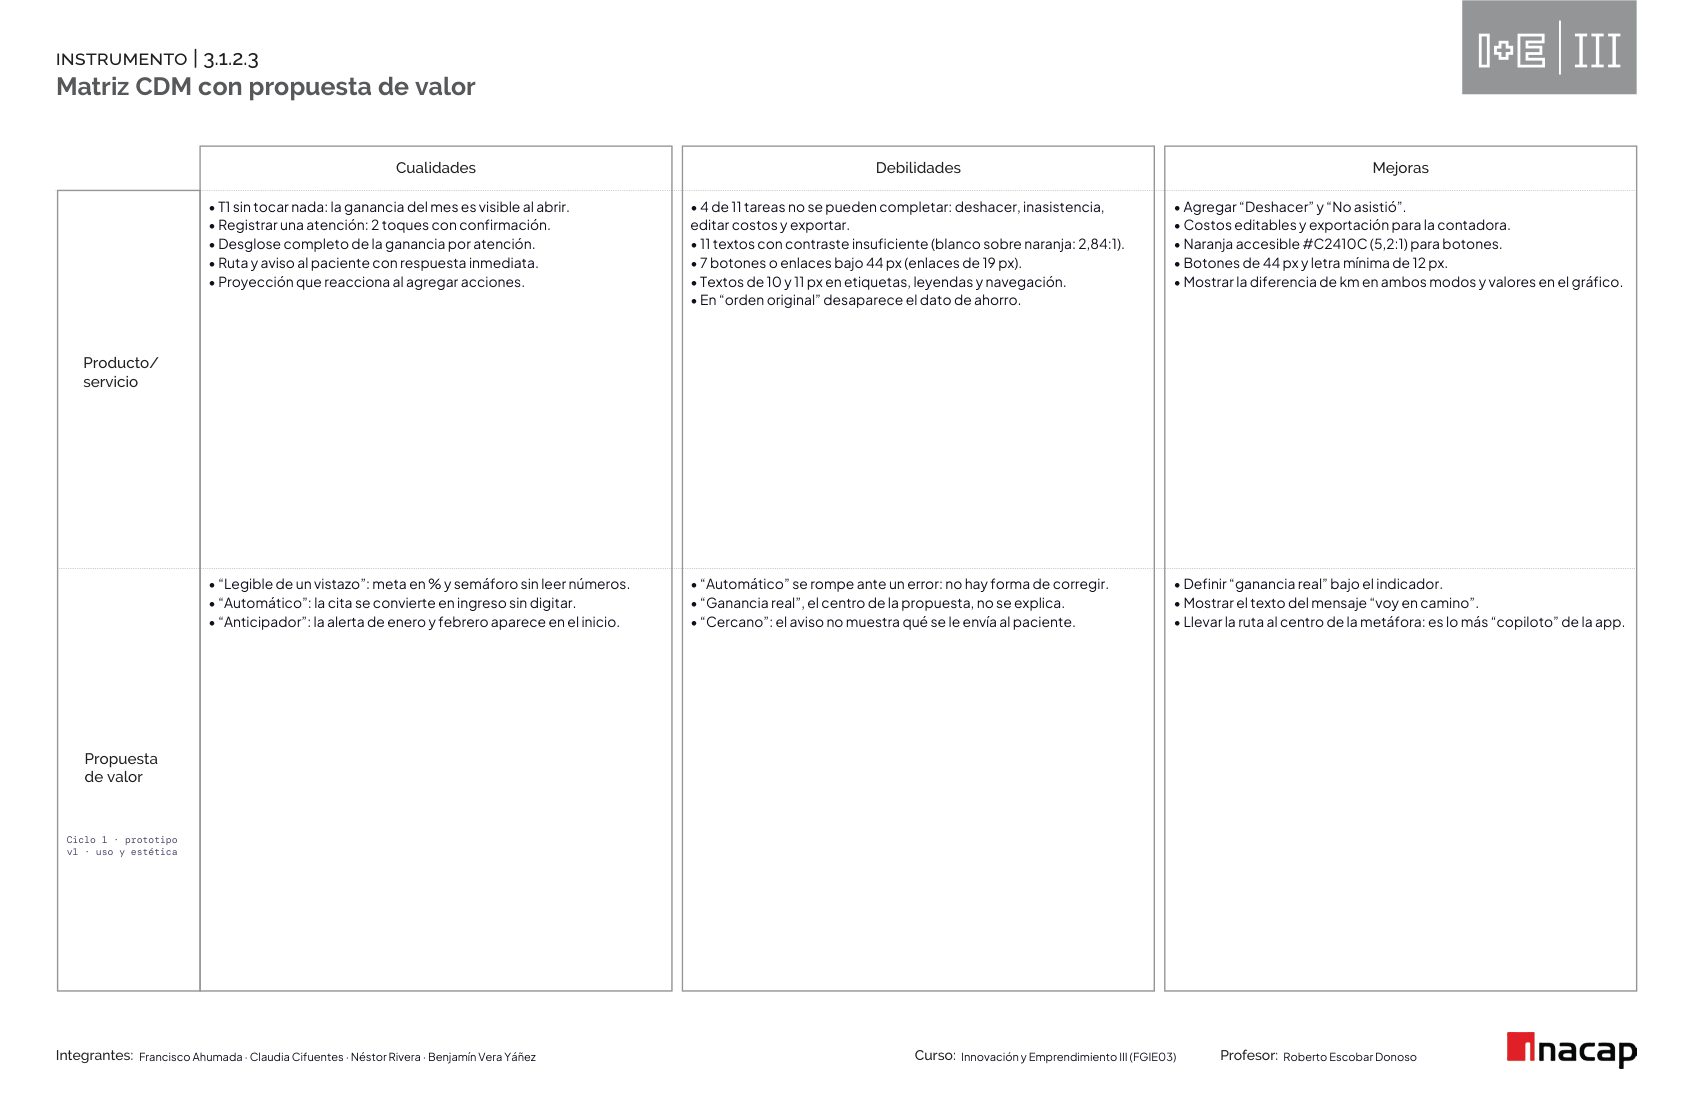 INSTRUMENTO | 3.1.2.3
Matriz CDM con propuesta de valor
I+E | III
Cualidades
Debilidades
Mejoras
Producto/
servicio
• T1 sin tocar nada: la ganancia del mes es visible al abrir.
• Registrar una atención: 2 toques con confirmación.
• Desglose completo de la ganancia por atención.
• Ruta y aviso al paciente con respuesta inmediata.
• Proyección que reacciona al agregar acciones.
• 4 de 11 tareas no se pueden completar: deshacer, inasistencia,
editar costos y exportar.
• 11 textos con contraste insuficiente (blanco sobre naranja: 2,84:1).
• 7 botones o enlaces bajo 44 px (enlaces de 19 px).
• Textos de 10 y 11 px en etiquetas, leyendas y navegación.
• En “orden original” desaparece el dato de ahorro.
• Agregar “Deshacer” y “No asistió”.
• Costos editables y exportación para la contadora.
• Naranja accesible #C2410C (5,2:1) para botones.
• Botones de 44 px y letra mínima de 12 px.
• Mostrar la diferencia de km en ambos modos y valores en el gráfico.
Propuesta
de valor
Ciclo 1 · prototipo
v1 · uso y estética
• “Legible de un vistazo”: meta en % y semáforo sin leer números.
• “Automático”: la cita se convierte en ingreso sin digitar.
• “Anticipador”: la alerta de enero y febrero aparece en el inicio.
• “Automático” se rompe ante un error: no hay forma de corregir.
• “Ganancia real”, el centro de la propuesta, no se explica.
• “Cercano”: el aviso no muestra qué se le envía al paciente.
• Definir “ganancia real” bajo el indicador.
• Mostrar el texto del mensaje “voy en camino”.
• Llevar la ruta al centro de la metáfora: es lo más “copiloto” de la app.
Integrantes: Francisco Ahumada · Claudia Cifuentes · Néstor Rivera · Benjamín Vera Yáñez
Curso: Innovación y Emprendimiento III (FGIE03)
Profesor: Roberto Escobar Donoso
inacap